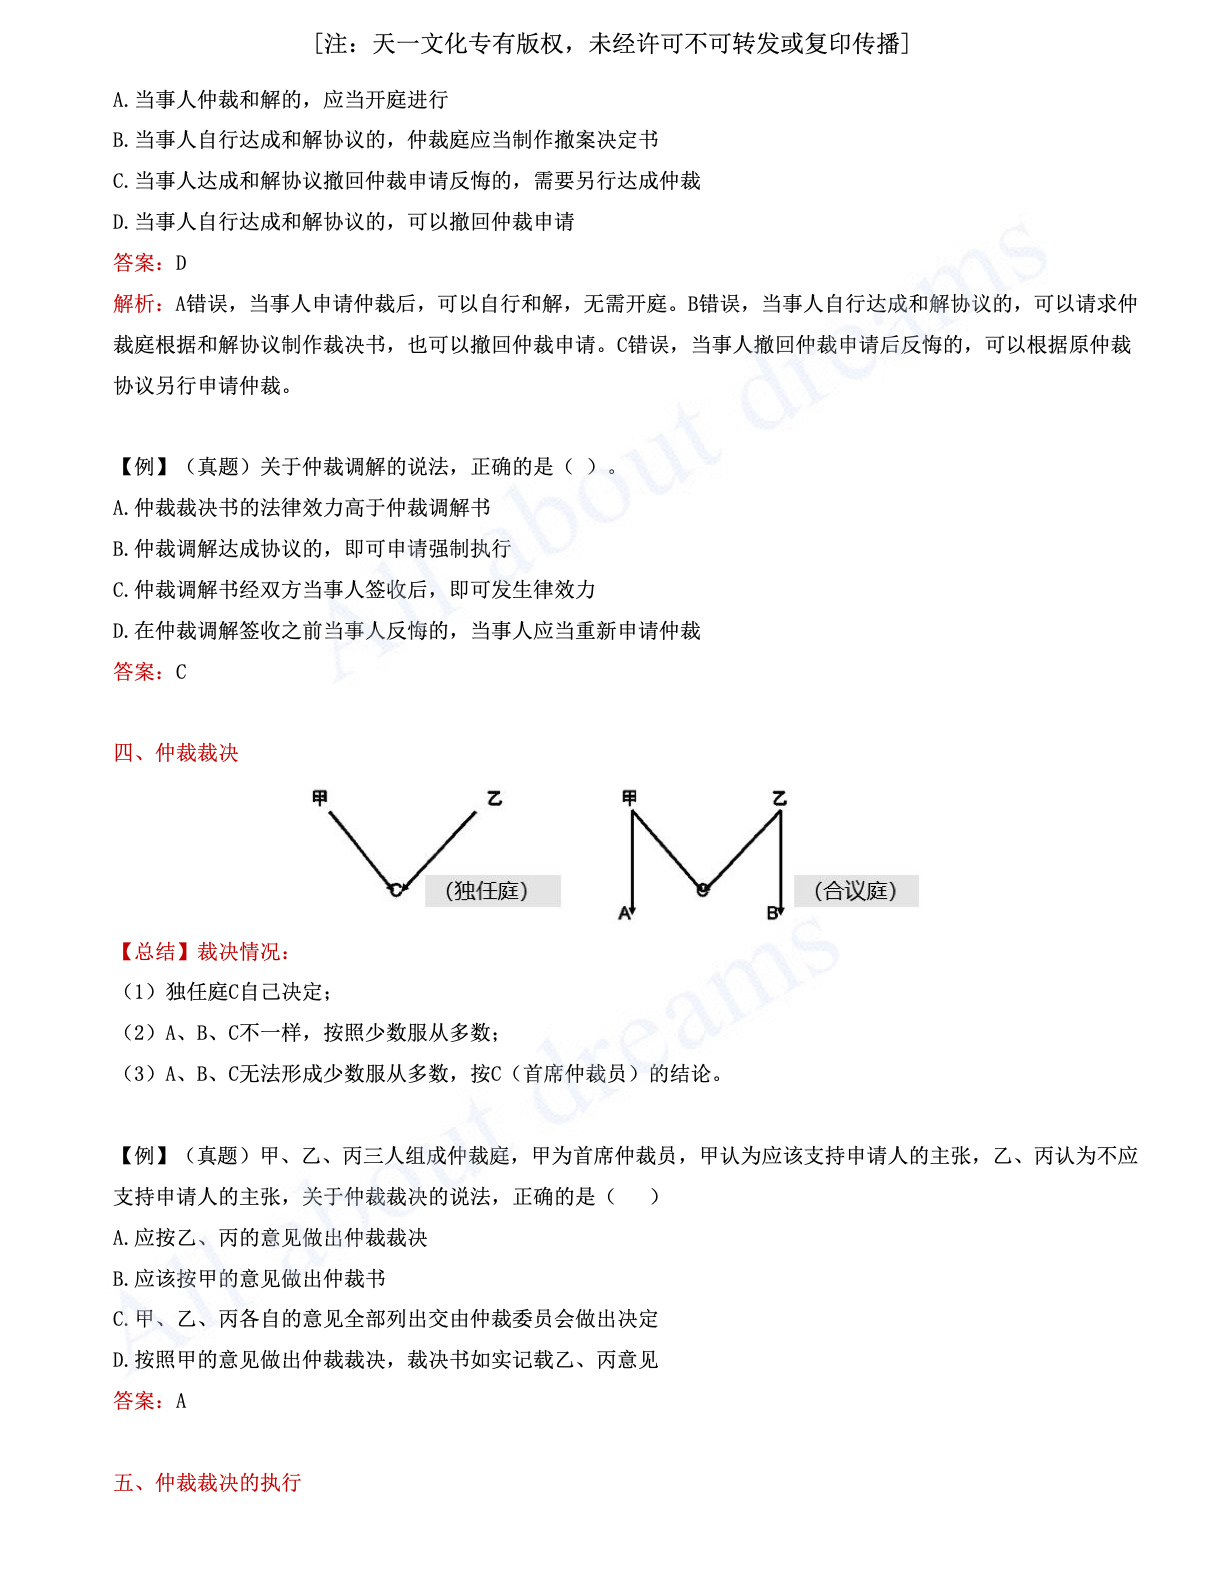 [注：天一文化专有版权，未经许可不可转发或复印传播]
A.当事人仲裁和解的，应当开庭进行
B.当事人自行达成和解协议的，仲裁庭应当制作撤案决定书
C.当事人达成和解协议撤回仲裁申请反悔的，需要另行达成仲裁
D.当事人自行达成和解协议的，可以撤回仲裁申请
答案：D
解析：A错误，当事人申请仲裁后，可以自行和解，无需开庭。B错误，当事人自行达成和解协议的，可以请求仲
裁庭根据和解协议制作裁决书，也可以撤回仲裁申请。C错误，当事人撤回仲裁申请后反悔的，可以根据原仲裁
协议另行申请仲裁。
【例】（真题）关于仲裁调解的说法，正确的是（ ）。
A.仲裁裁决书的法律效力高于仲裁调解书
B.仲裁调解达成协议的，即可申请强制执行
C.仲裁调解书经双方当事人签收后，即可发生律效力
D.在仲裁调解签收之前当事人反悔的，当事人应当重新申请仲裁
答案：C
四、仲裁裁决
甲 乙 甲 乙
C （独任庭） C （合议庭）
A B
【总结】裁决情况：
（1）独任庭C自己决定；
（2）A、B、C不一样，按照少数服从多数；
（3）A、B、C无法形成少数服从多数，按C（首席仲裁员）的结论。
【例】（真题）甲、乙、丙三人组成仲裁庭，甲为首席仲裁员，甲认为应该支持申请人的主张，乙、丙认为不应
支持申请人的主张，关于仲裁裁决的说法，正确的是（ ）
A.应按乙、丙的意见做出仲裁裁决
B.应该按甲的意见做出仲裁书
C.甲、乙、丙各自的意见全部列出交由仲裁委员会做出决定
D.按照甲的意见做出仲裁裁决，裁决书如实记载乙、丙意见
答案：A
五、仲裁裁决的执行
All about dreams
All about dreams